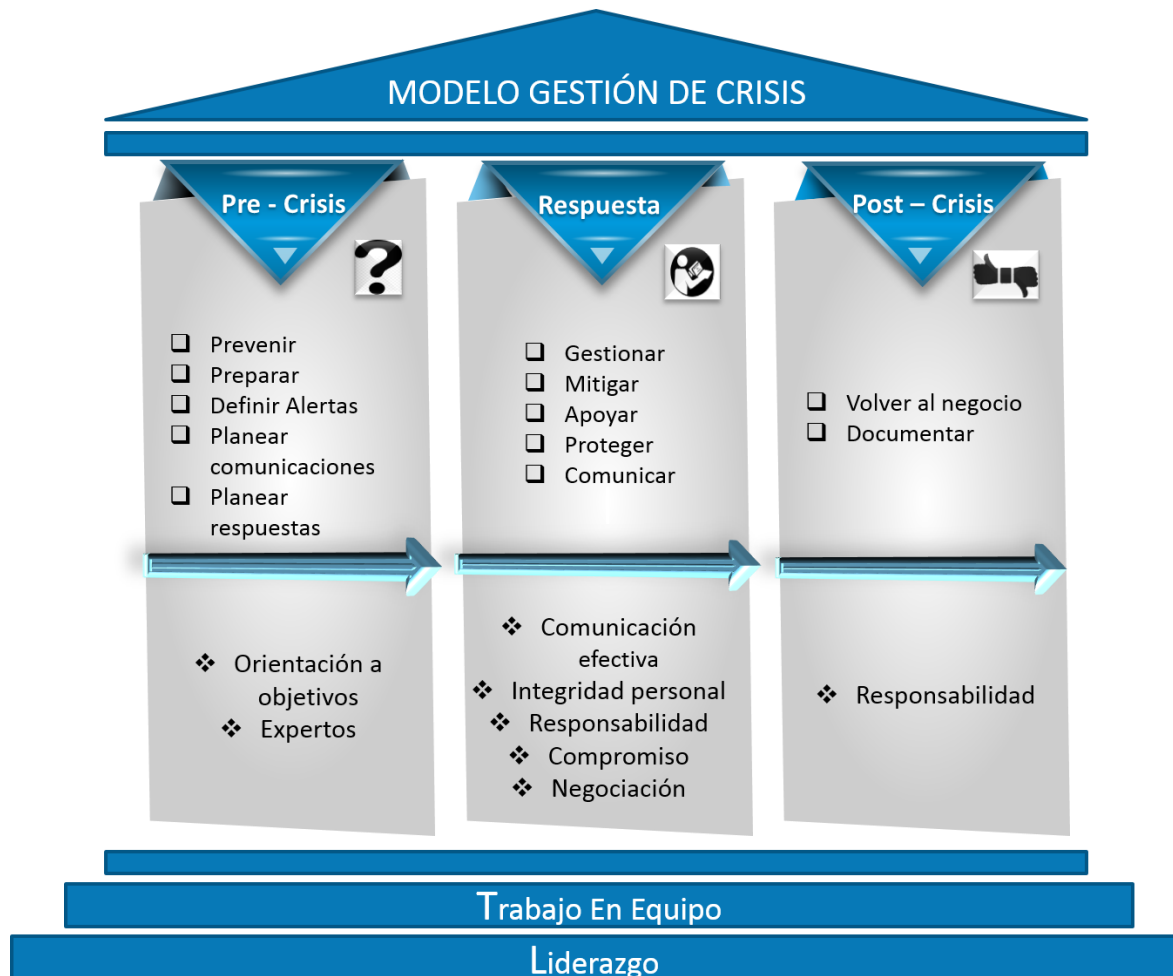 MODELO GESTIÓN DE CRISIS
Pre - Crisis
Prevenir
Preparar
Definir Alertas
Planear
comunicaciones
Planear
respuestas
Orientación a
objetivos
Expertos
Respuesta
Gestionar
Mitigar
Apoyar
Proteger
Comunicar
Comunicación
efectiva
Integridad personal
Responsabilidad
Compromiso
Negociación
Post – Crisis
Volver al negocio
Documentar
Responsabilidad
Trabajo En Equipo
Liderazgo